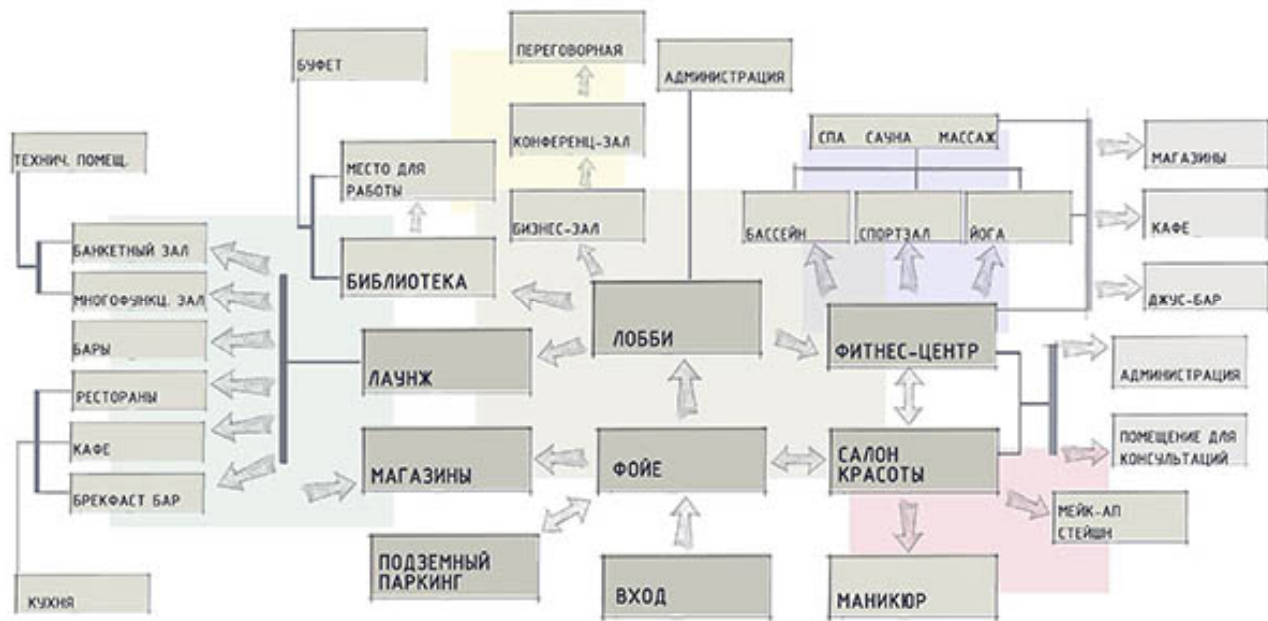 ПЕРЕГОВОРНАЯ
БУФЕТ
АДМИНИСТРАЦИЯ
КОНФЕРЕНЦ-ЗАЛ
СПА САУНА МАССАЖ
МАГАЗИНЫ
ТЕХНИЧ. ПОМЕЩ.
МЕСТО ДЛЯ
РАБОТЫ
БИЗНЕС-ЗАЛ
БАССЕЙН
СПОРТЗАЛ
ЙОГА
КАФЕ
БАНКЕТНЫЙ ЗАЛ
БИБЛИОТЕКА
МНОГОФУНКЦ. ЗАЛ
ДЖУС-БАР
ЛОББИ
БАРЫ
ЛАУНЖ
ФИТНЕС-ЦЕНТР
АДМИНИСТРАЦИЯ
РЕСТОРАНЫ
КАФЕ
МАГАЗИНЫ
ФОЙЕ
САЛОН
КРАСОТЫ
ПОМЕЩЕНИЕ ДЛЯ
КОНСУЛЬТАЦИЙ
БРЕКФАСТ БАР
МЕЙК-АП
СТЕЙШН
ПОДЗЕМНЫЙ
ПАРКИНГ
ВХОД
МАНИКЮР
КУХНЯ